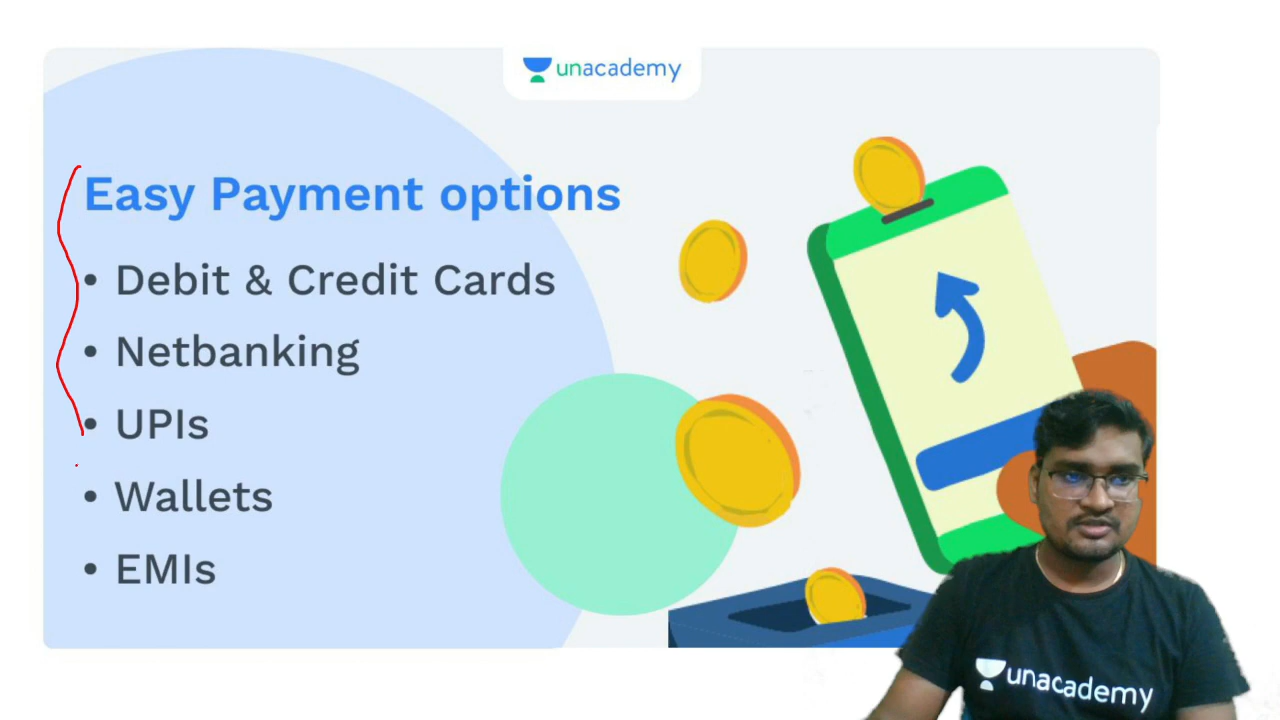 unacademy
Easy Payment options
• Debit & Credit Cards
• Netbanking
• UPIs
• Wallets
• EMIs
unacademy